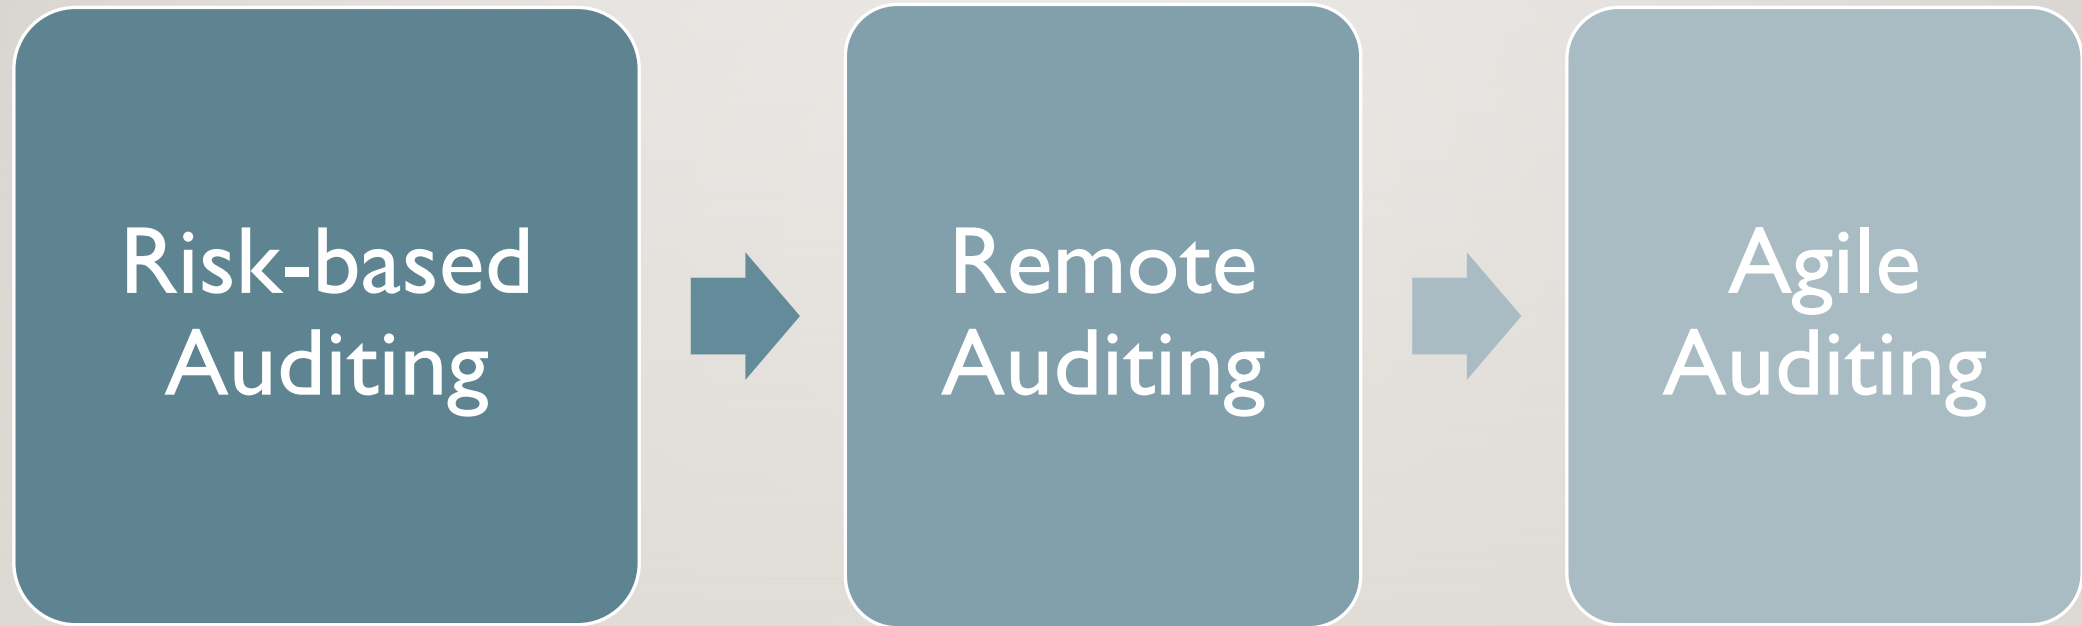 Risk-based
Auditing
Remote
Auditing
Agile
Auditing